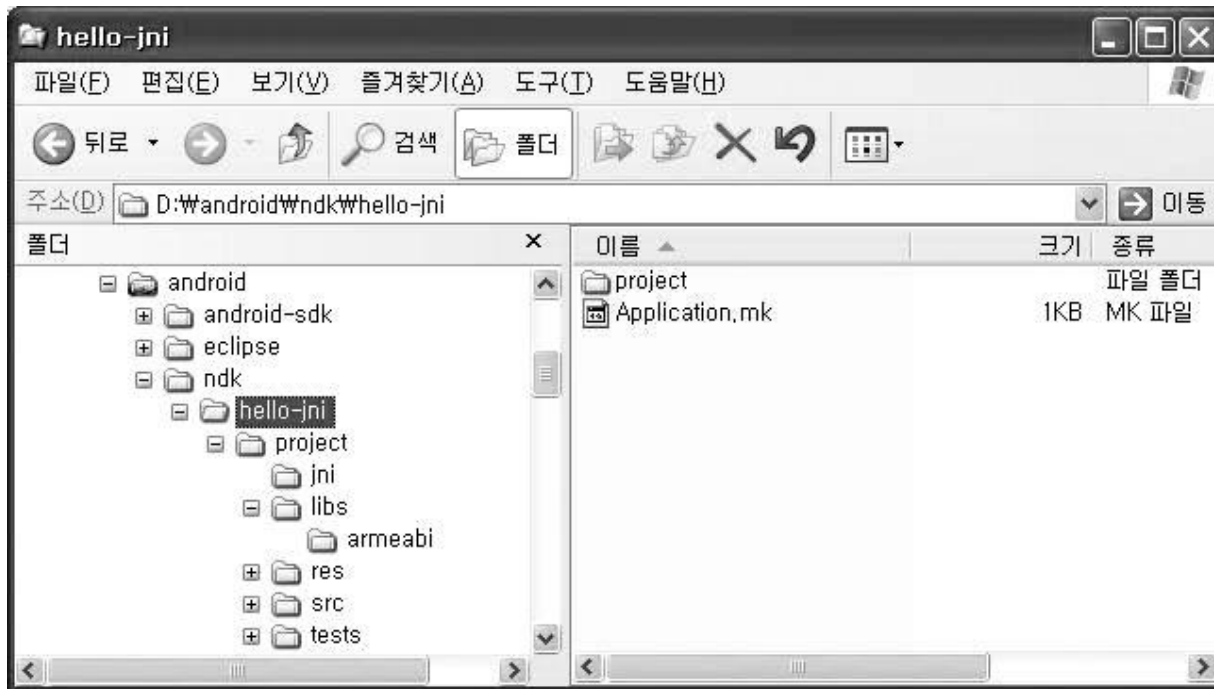 hello-jni
파일(F) 편집(E) 보기(V) 즐겨찾기(A) 도구(T) 도움말(H)
뒤로 검색 폴더
주소(D) D:₩android₩ndk₩hello-jni 이동
폴더 × 이름 크기 종류
android
android-sdk
eclipse
ndk
hello-jni
project
jni
libs
armeabi
res
src
tests
project 파일 폴더
Application.mk 1KB MK 파일